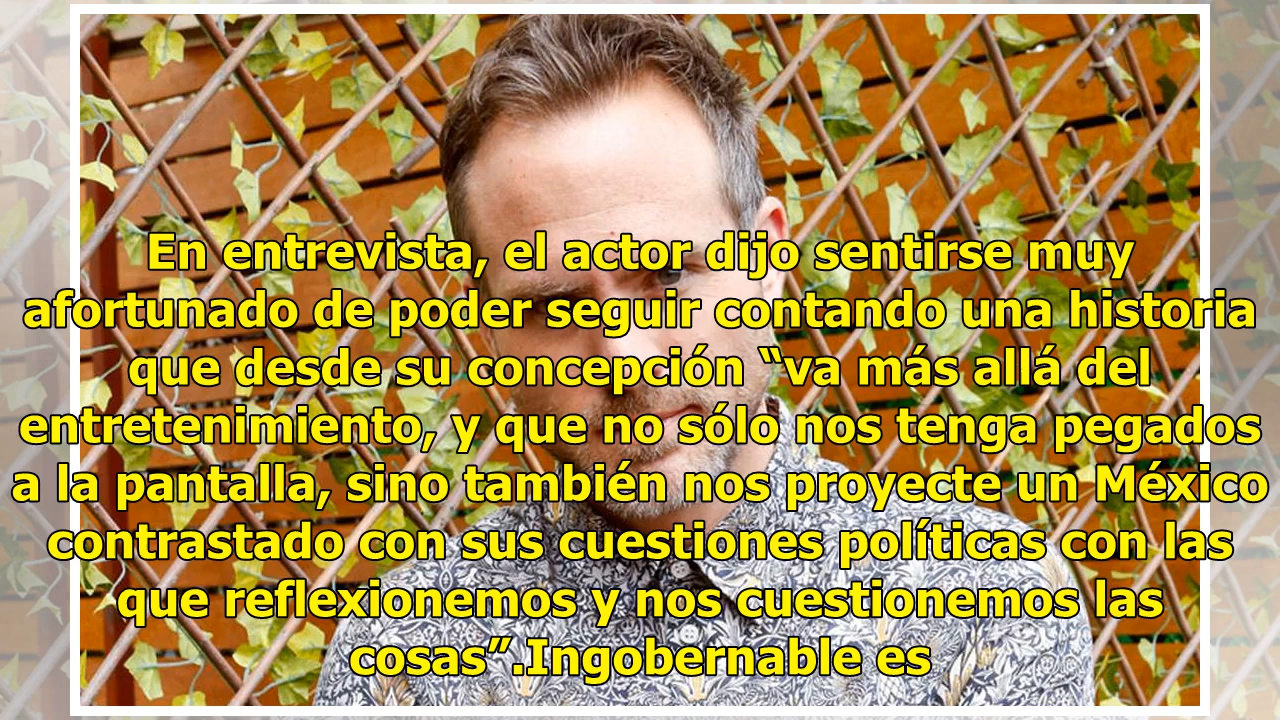 En entrevista, el actor dijo sentirse muy
afortunado de poder seguir contando una historia
que desde su concepción “va más allá del
entretenimiento, y que no sólo nos tenga pegados
a la pantalla, sino también nos proyecte un México
contrastado con sus cuestiones políticas con las
que reflexionemos y nos cuestionemos las
cosas”.Ingobernable es